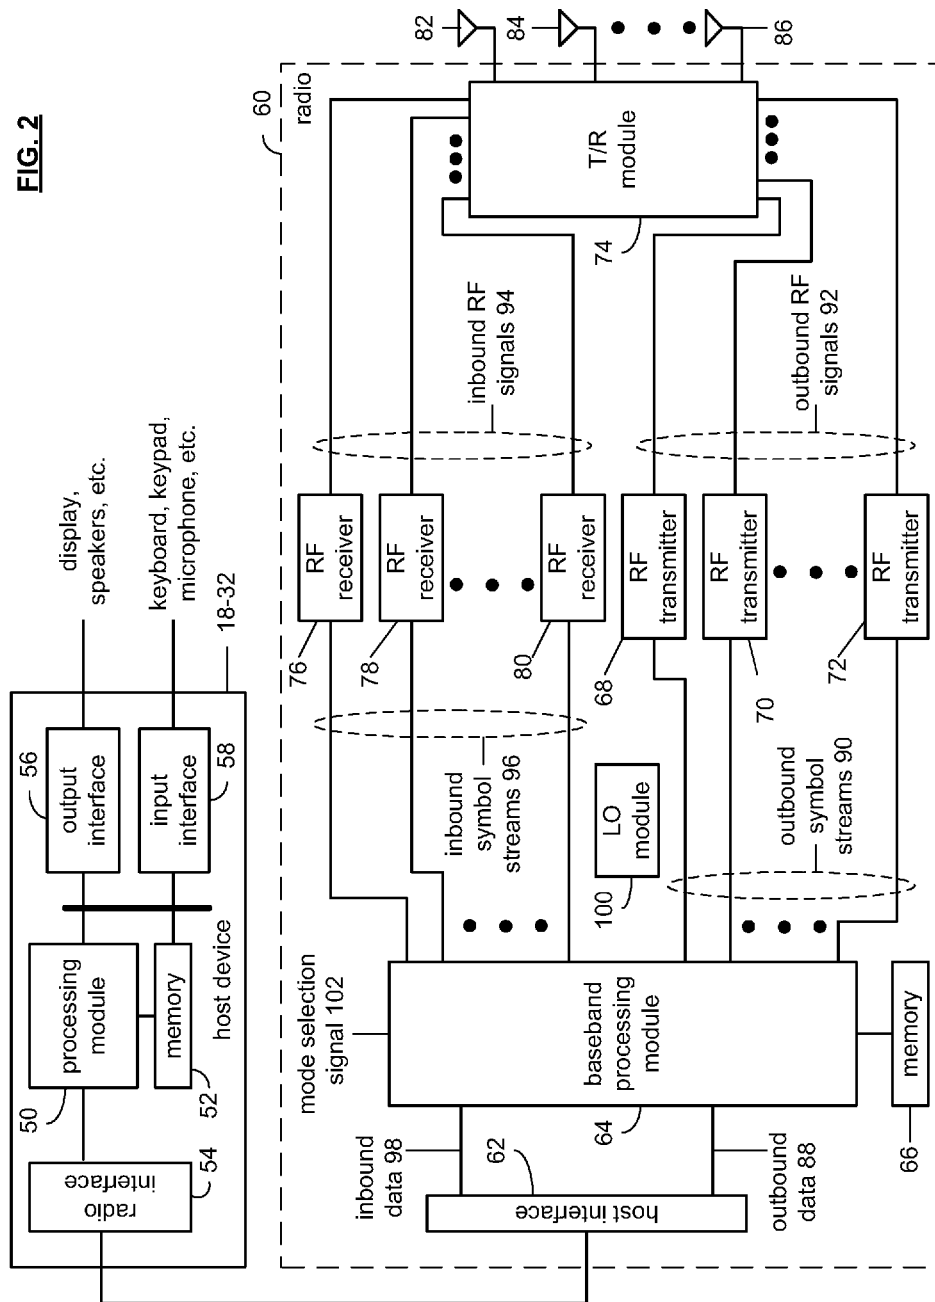 FIG. 2
display,
speakers, etc.
keyboard, keypad,
microphone, etc.
18-32
56
output
interface
input
interface
58
processing
module
50
memory
52
host device
radio
interface
54
60
radio
82
84
86
T/R
module
74
inbound RF
signals 94
outbound RF
signals 92
RF
receiver
76
RF
receiver
78
RF
receiver
80
RF
transmitter
68
RF
transmitter
70
RF
transmitter
72
inbound
symbol
streams 96
LO
module
100
outbound
symbol
streams 90
mode selection
signal 102
baseband
processing
module
64
memory
66
inbound
data 98
62
host interface
outbound
data 88